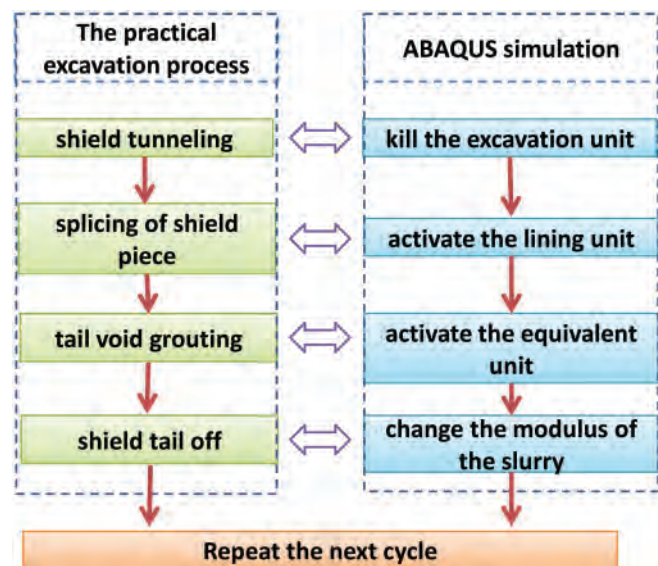 The practical
excavation process
ABAQUS simulation
shield tunneling
kill the excavation unit
splicing of shield
piece
activate the lining unit
tail void grouting
activate the equivalent
unit
shield tail off
change the modulus of
the slurry
Repeat the next cycle